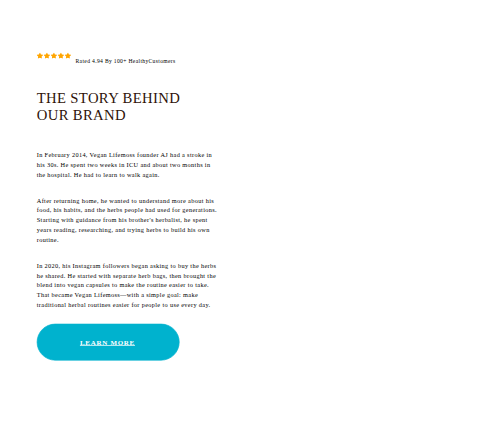 Rated 4.94 By 100+ HealthyCustomers
THE STORY BEHIND
OUR BRAND
In February 2014, Vegan Lifemoss founder AJ had a stroke in
his 30s. He spent two weeks in ICU and about two months in
the hospital. He had to learn to walk again.
After returning home, he wanted to understand more about his
food, his habits, and the herbs people had used for generations.
Starting with guidance from his brother's herbalist, he spent
years reading, researching, and trying herbs to build his own
routine.
In 2020, his Instagram followers began asking to buy the herbs
he shared. He started with separate herb bags, then brought the
blend into vegan capsules to make the routine easier to take.
That became Vegan Lifemoss—with a simple goal: make
traditional herbal routines easier for people to use every day.
LEARN MORE